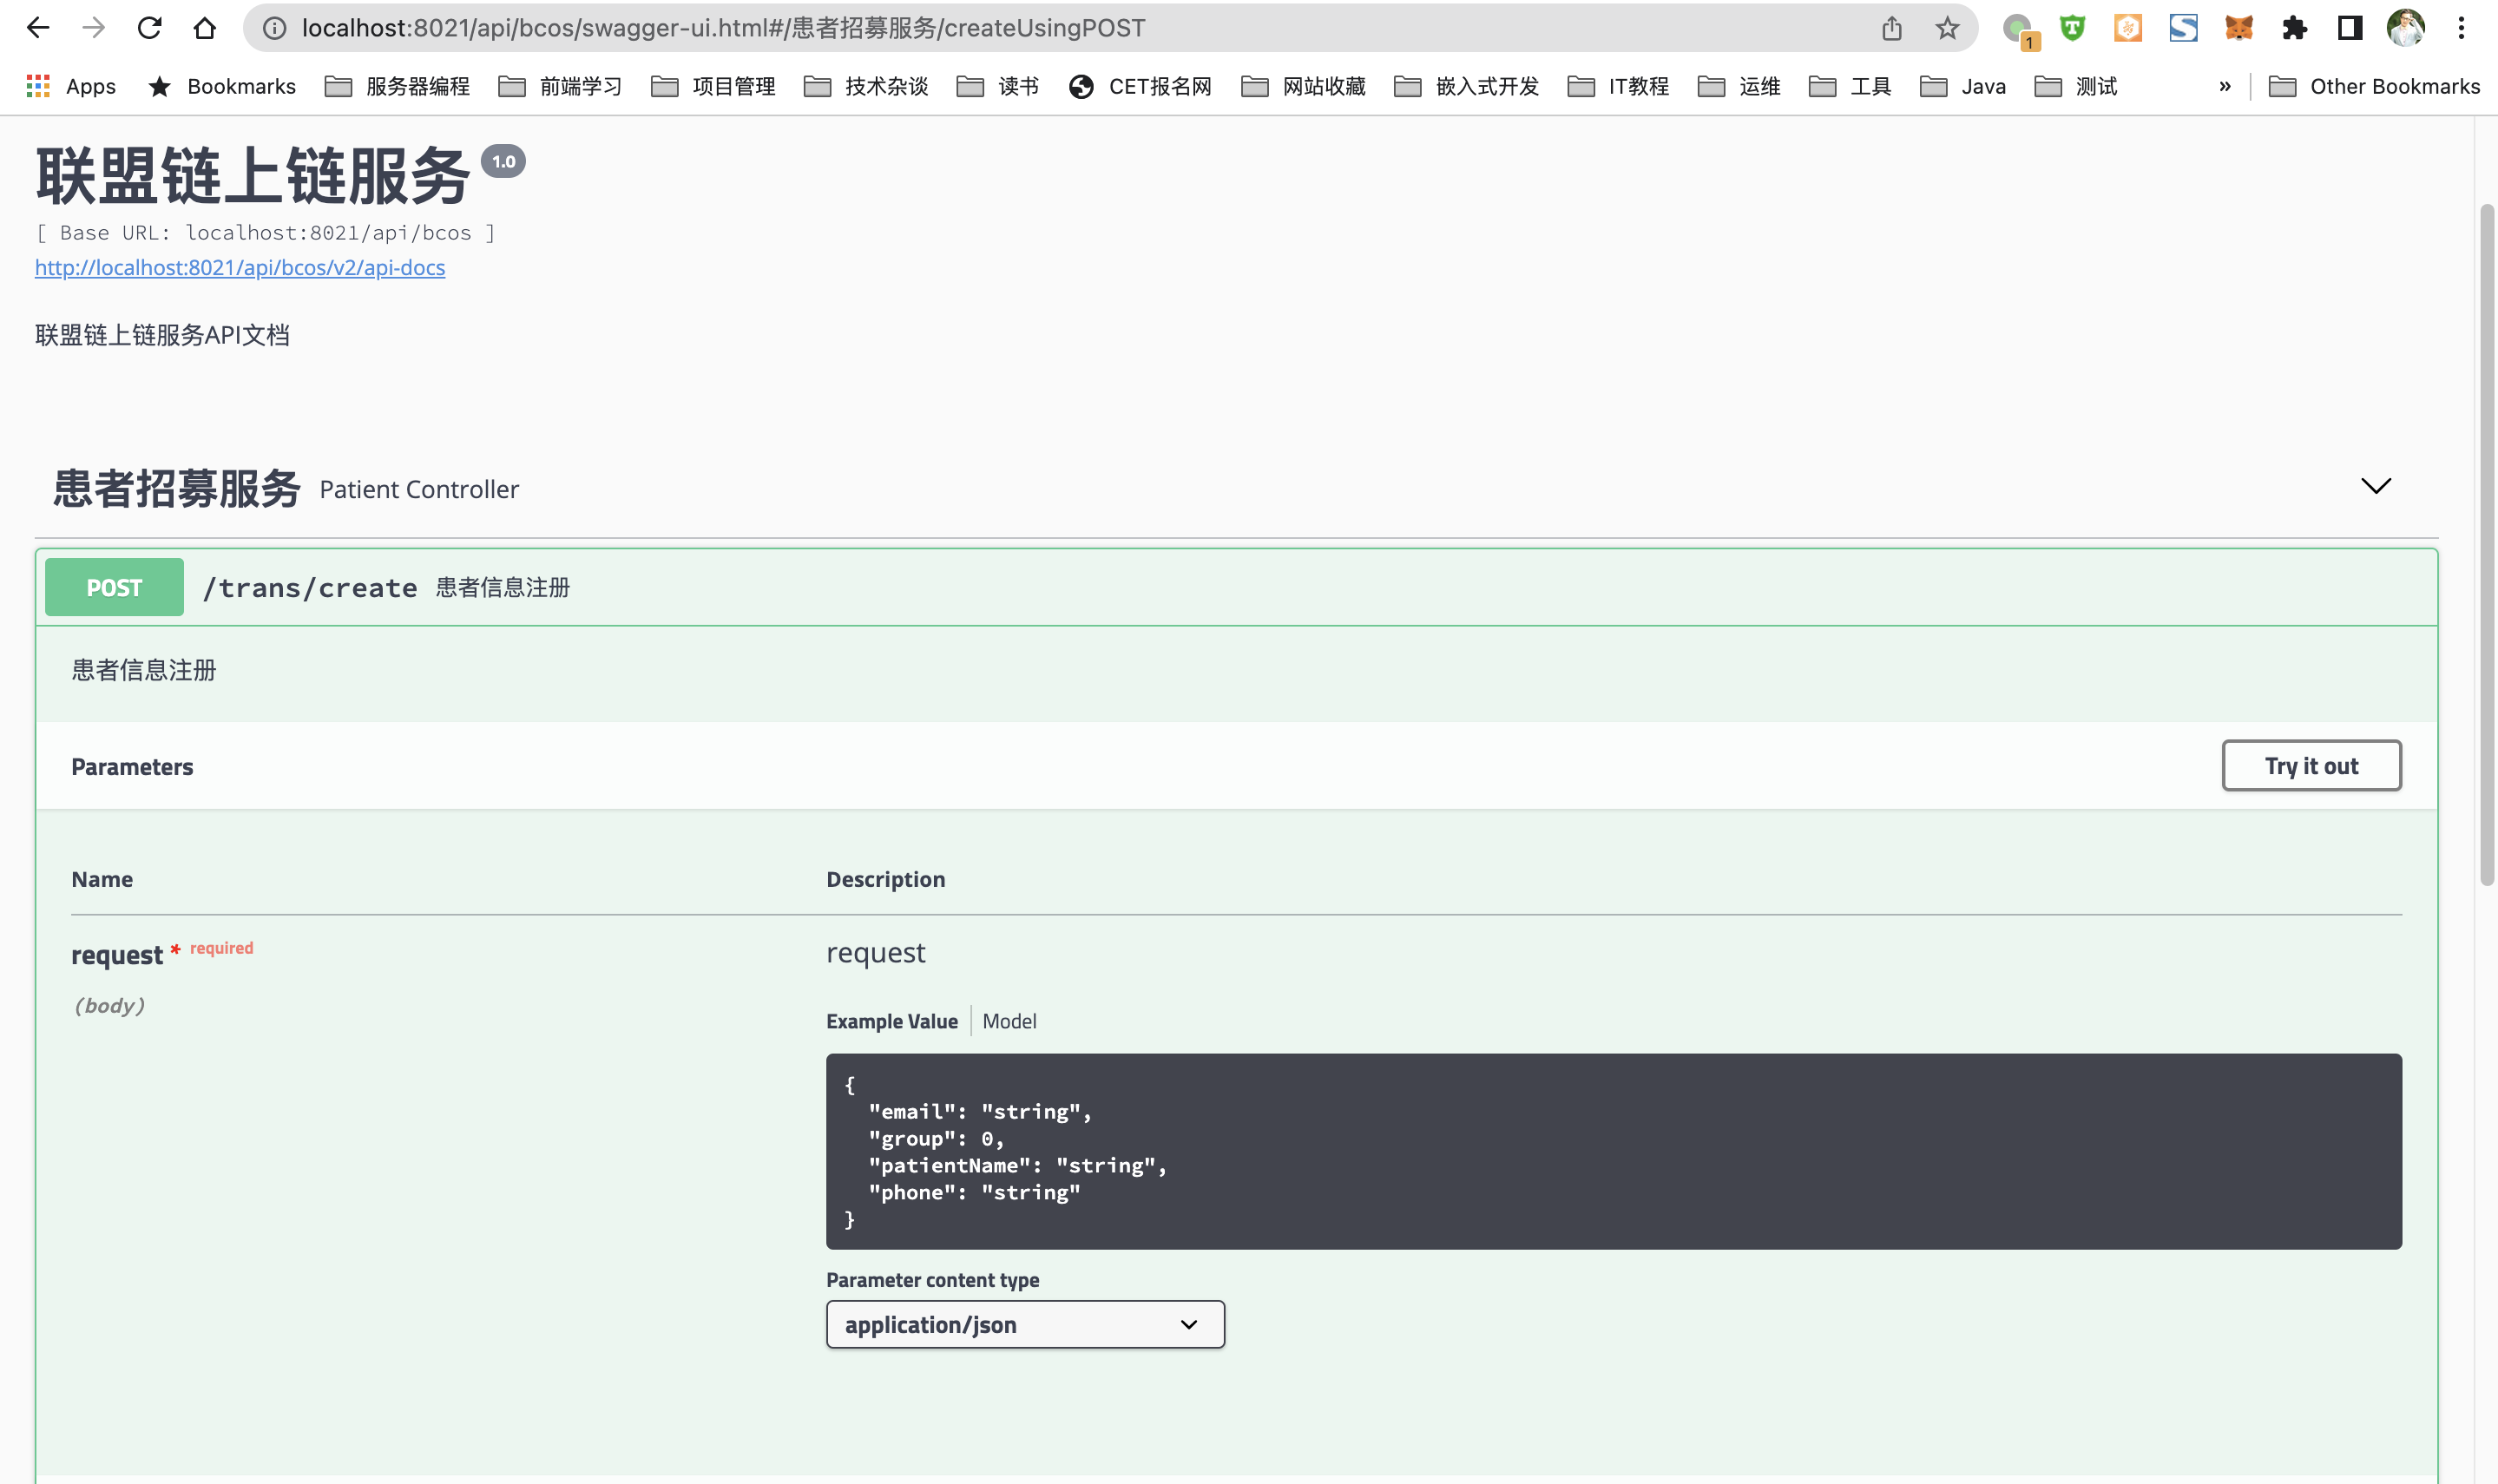 localhost:8021/api/bcos/swagger-ui.html#/患者招募服务/createUsingPOST
1
Apps Bookmarks 服务器编程 前端学习 项目管理 技术杂谈 读书 CET报名网 网站收藏 嵌入式开发 IT教程 运维 工具 Java 测试 » Other Bookmarks
联盟链上链服务 1.0
[ Base URL: localhost:8021/api/bcos ]
http://localhost:8021/api/bcos/v2/api-docs
联盟链上链服务API文档
患者招募服务 Patient Controller
POST /trans/create 患者信息注册
患者信息注册
Parameters Try it out
Name Description
request * required request
(body)
Example Value Model
{
"email": "string",
"group": 0,
"patientName": "string",
"phone": "string"
}
Parameter content type
application/json